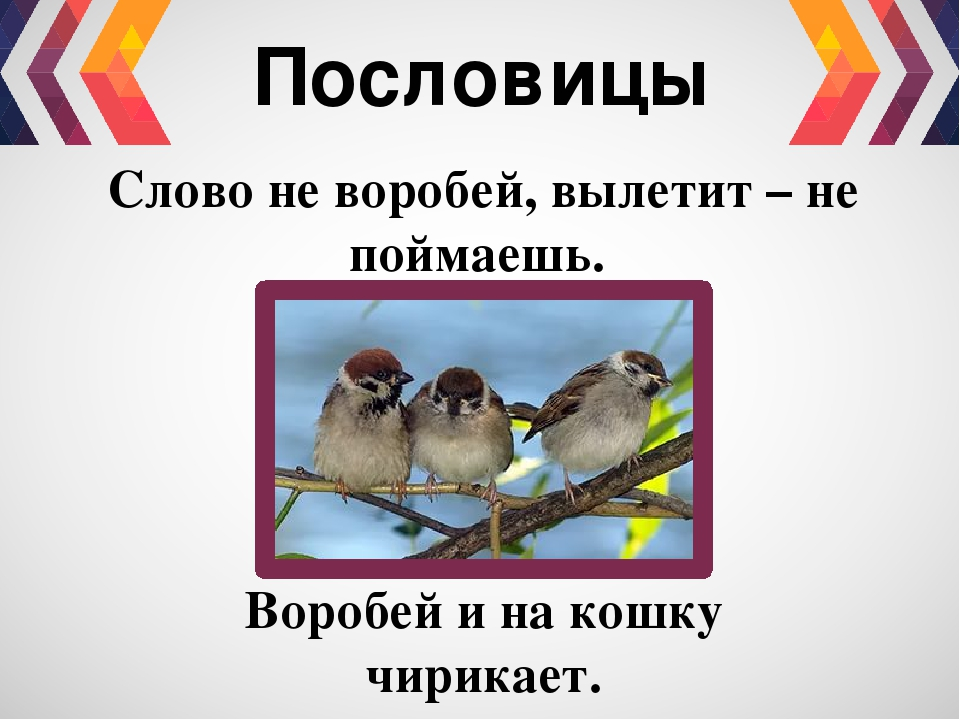 Пословицы
Слово не воробей, вылетит – не
поймаешь.
Воробей и на кошку
чирикает.